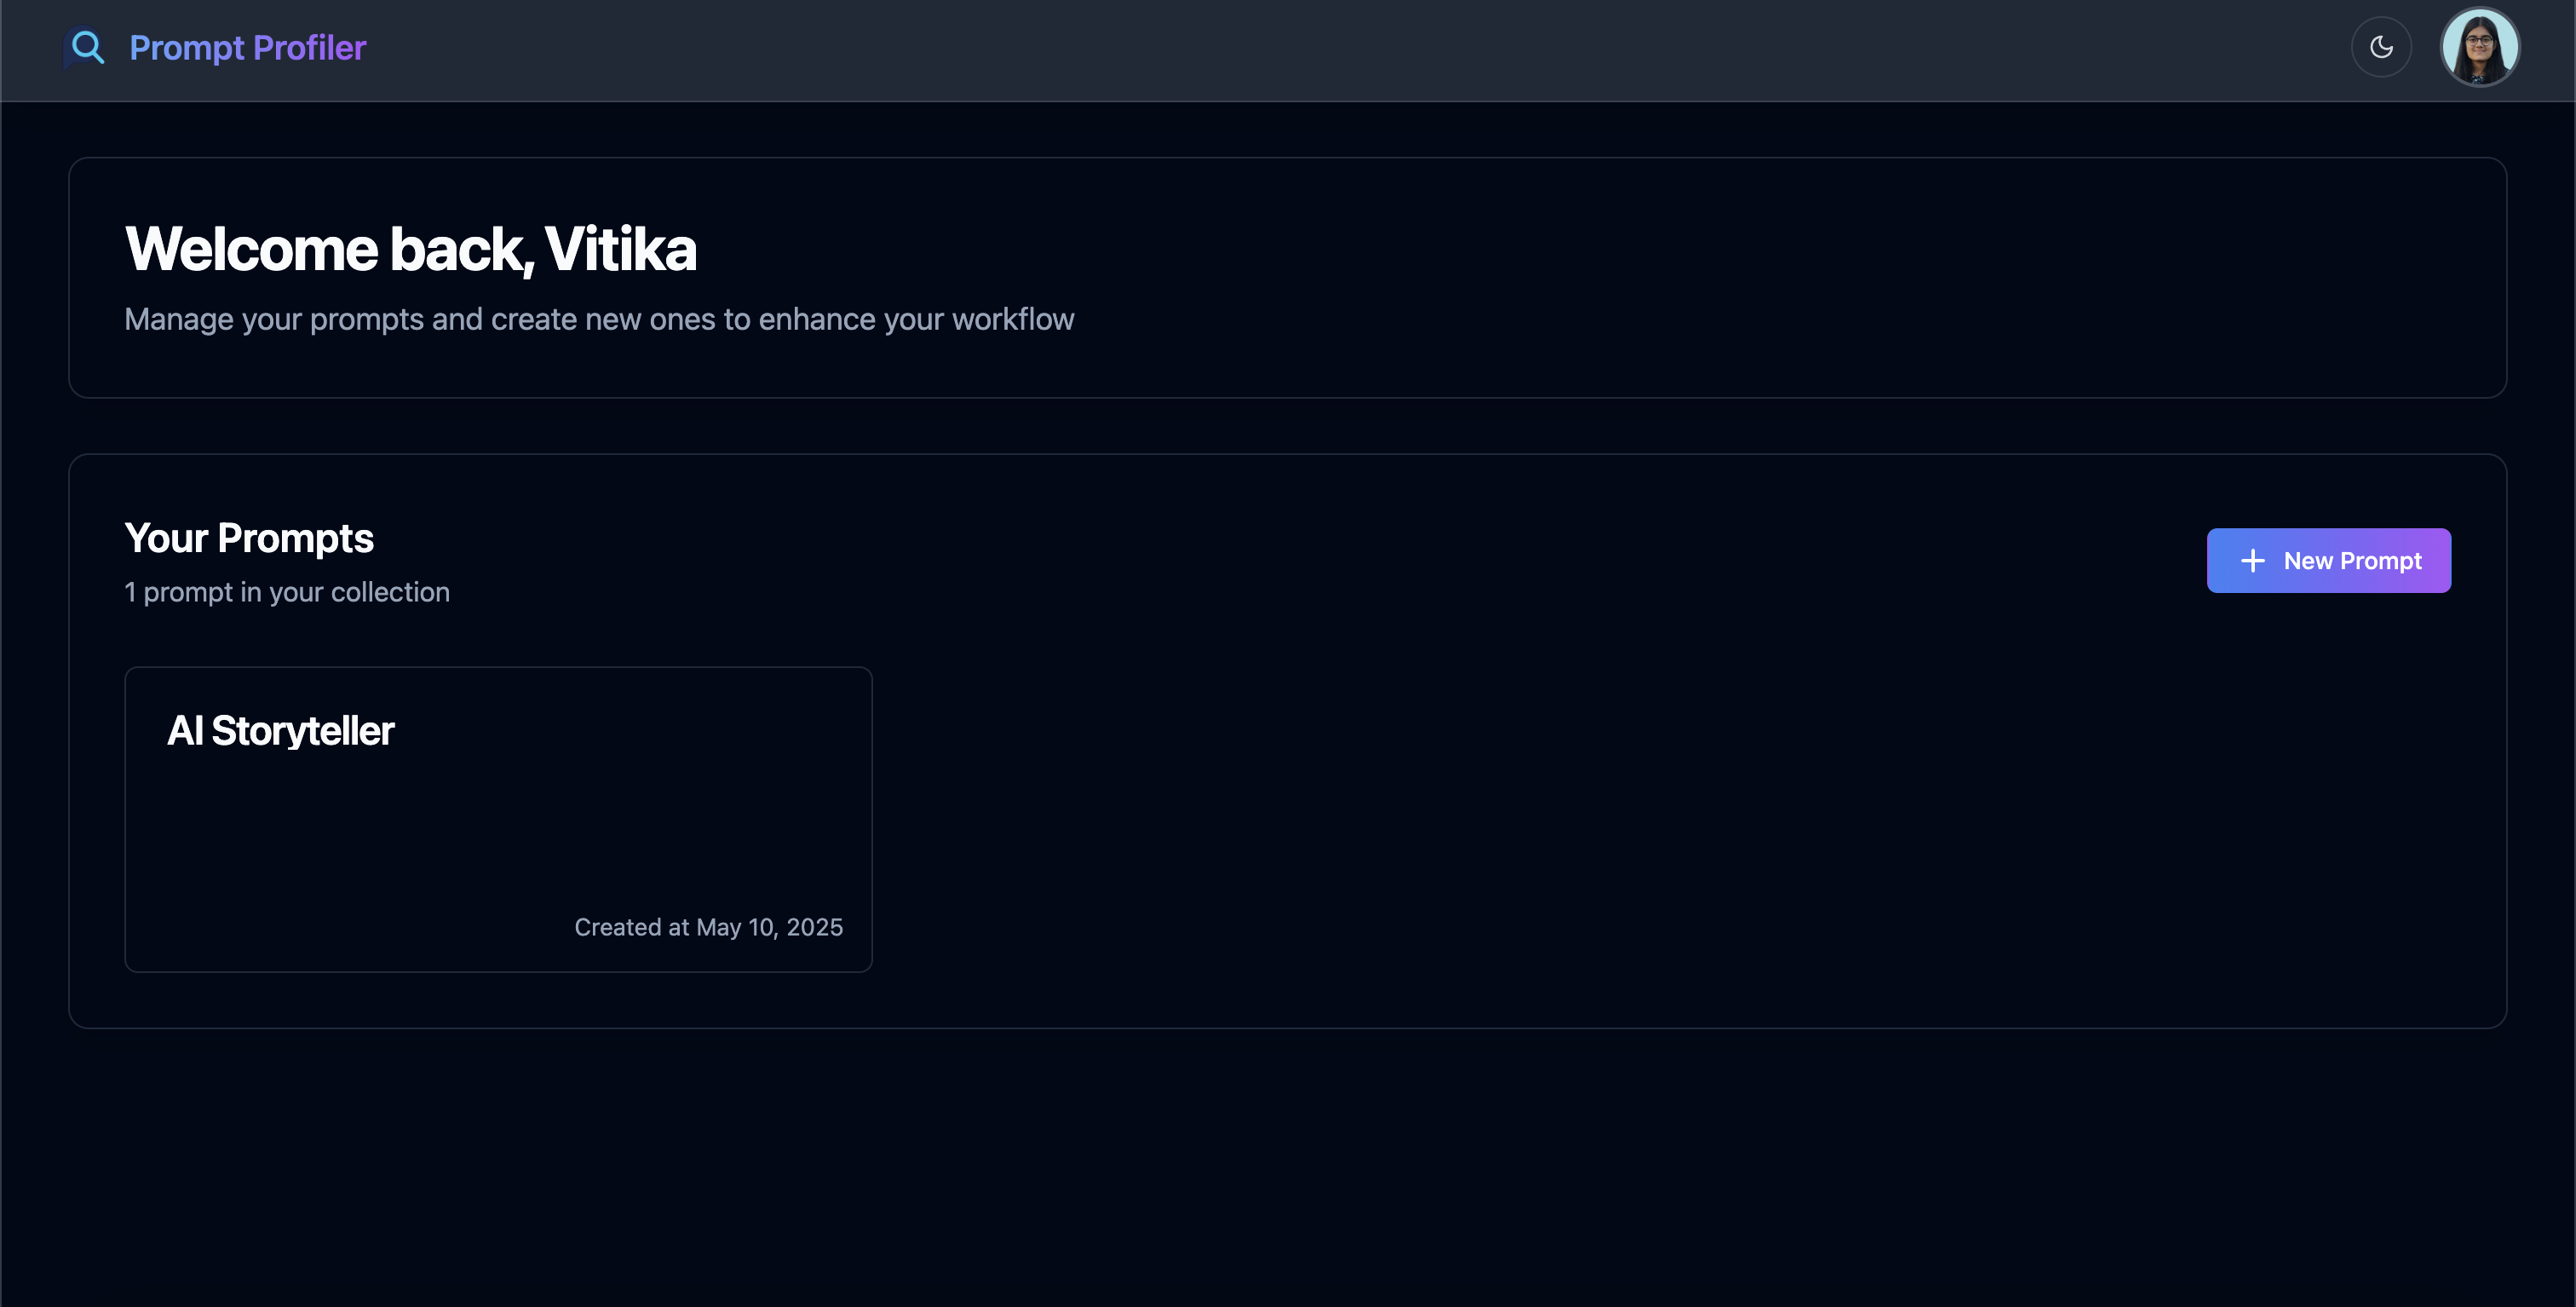 Prompt Profiler
Welcome back, Vitika
Manage your prompts and create new ones to enhance your workflow
Your Prompts
1 prompt in your collection
New Prompt
AI Storyteller
Created at May 10, 2025